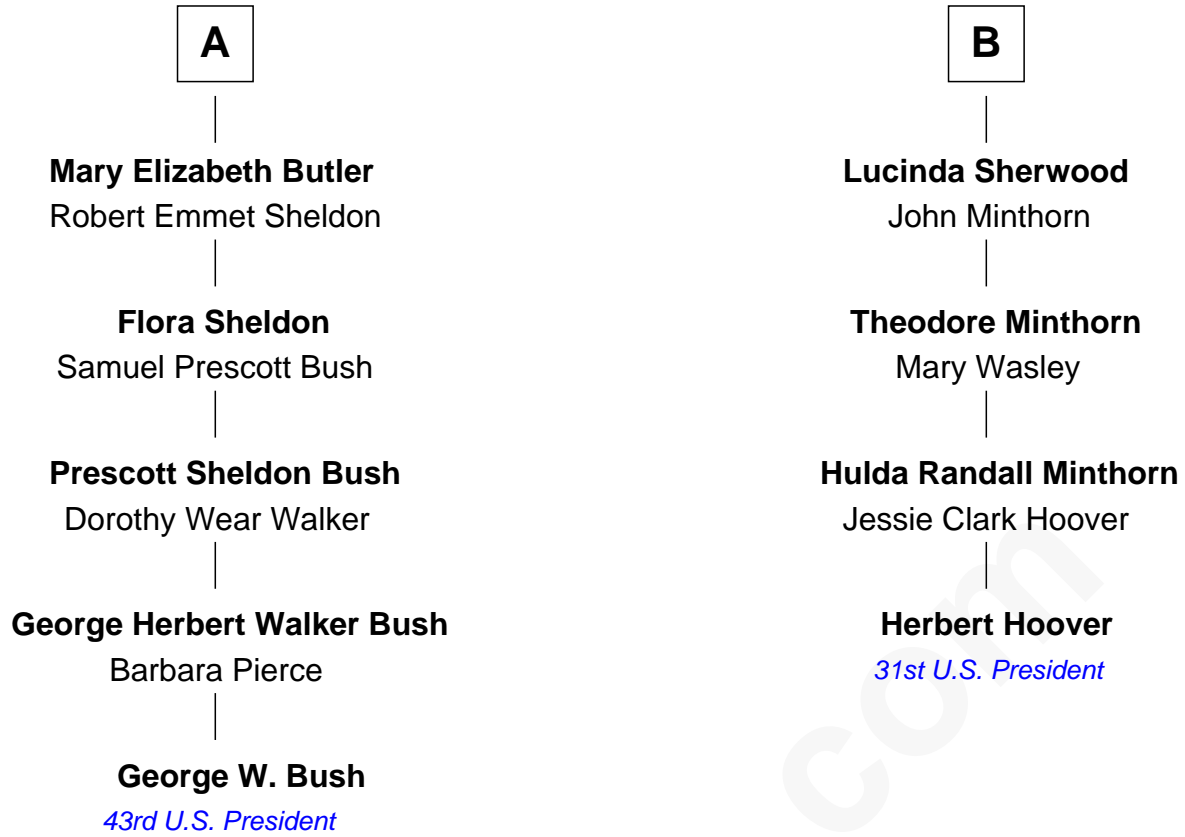 A
Mary Elizabeth Butler
Robert Emmet Sheldon
Flora Sheldon
Samuel Prescott Bush
Prescott Sheldon Bush
Dorothy Wear Walker
George Herbert Walker Bush
Barbara Pierce
George W. Bush
43rd U.S. President
B
Lucinda Sherwood
John Minthorn
Theodore Minthorn
Mary Wasley
Hulda Randall Minthorn
Jessie Clark Hoover
Herbert Hoover
31st U.S. President
com